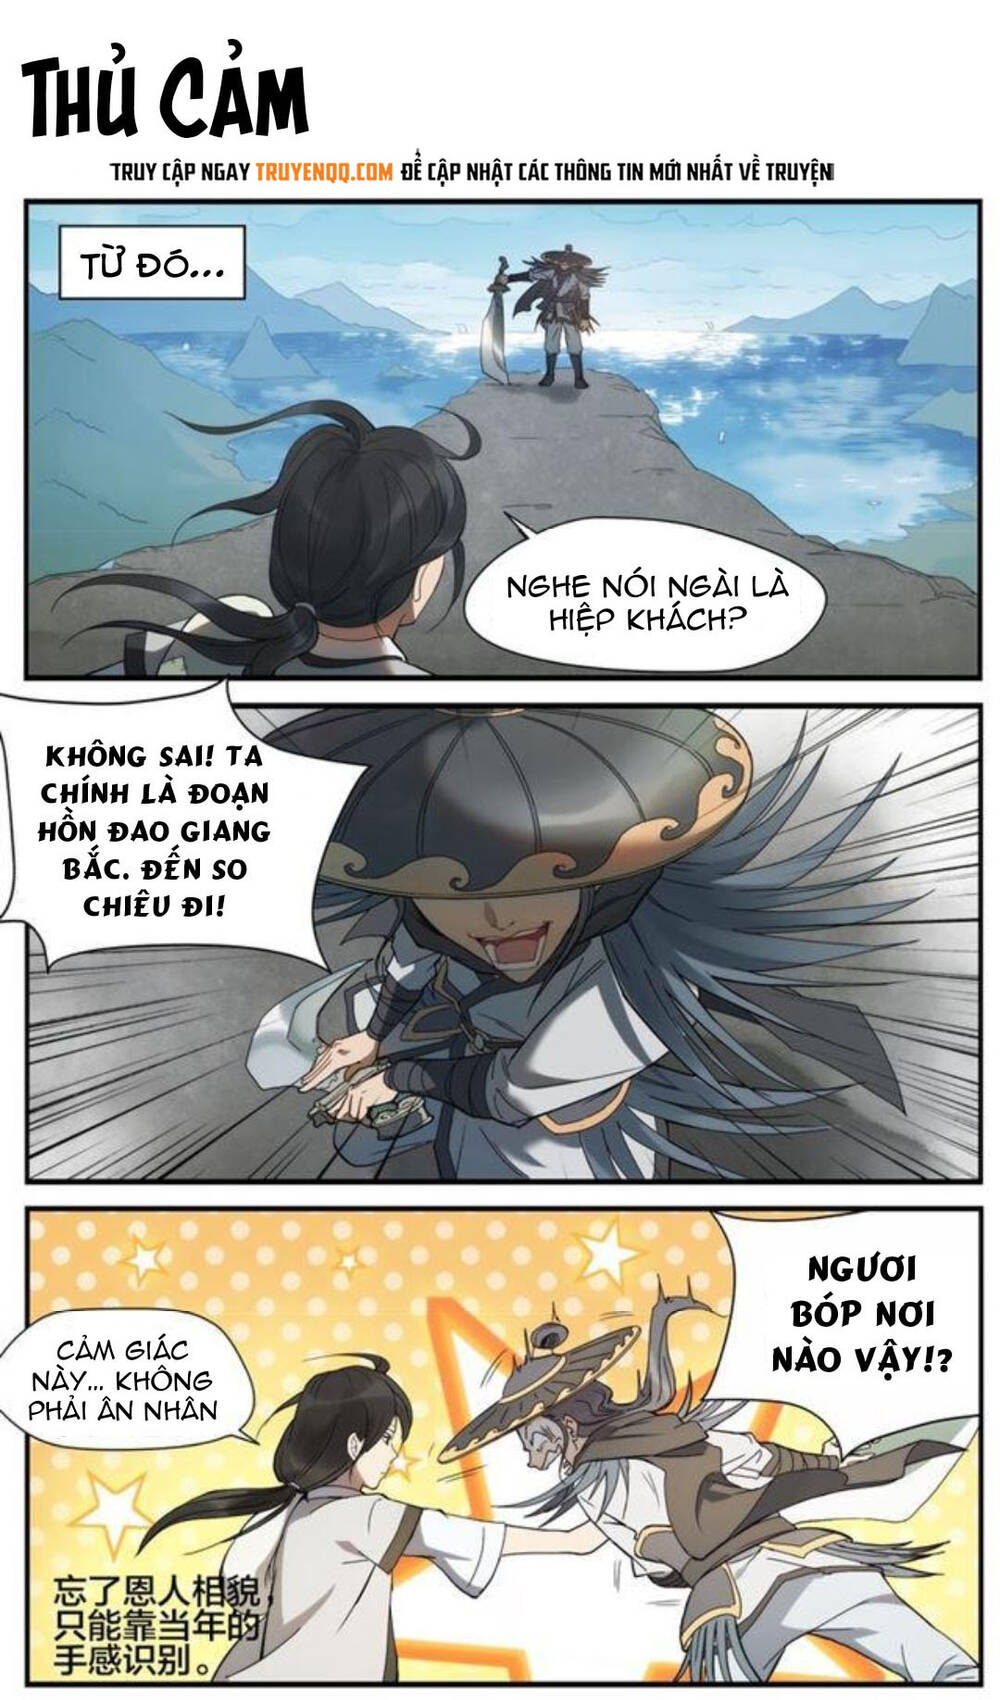 THỦ CẢM
TRUY CẬP NGAY TRUYENQQ.COM ĐỂ CẬP NHẬT CÁC THÔNG TIN MỚI NHẤT VỀ TRUYỆN
TỪ ĐÓ...
NGHE NÓI NGÀI LÀ
HIỆP KHÁCH?
KHÔNG SAI! TA
CHÍNH LÀ ĐOẠN
HỒN ĐAO GIANG
BẮC. ĐẾN SO
CHIÊU ĐI!
NGƯƠI
BÓP NƠI
NÀO VẬY!?
CẢM GIÁC
NÀY... KHÔNG
PHẢI ÂN NHÂN
忘了恩人相貌，
只能靠当年的
手感识别。